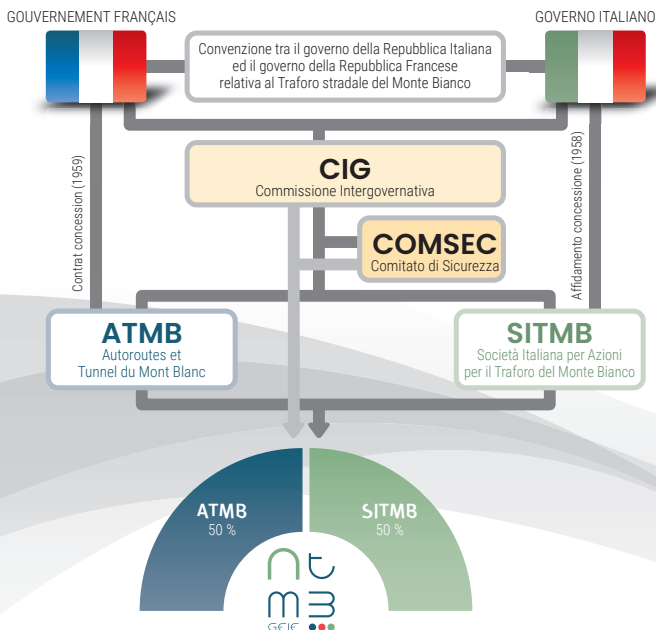 GOUVERNEMENT FRANÇAIS
GOVERNO ITALIANO
Convenzione tra il governo della Repubblica Italiana
ed il governo della Repubblica Francese
relativa al Traforo stradale del Monte Bianco
CIG
Commissione Intergovernativa
COMSEC
Comitato di Sicurezza
Contrat concession (1959)
Affidamento concessione (1958)
ATMB
Autoroutes et
Tunnel du Mont Blanc
SITMB
Società Italiana per Azioni
per il Traforo del Monte Bianco
ATMB
50 %
SITMB
50 %
nt
mB
GEIE